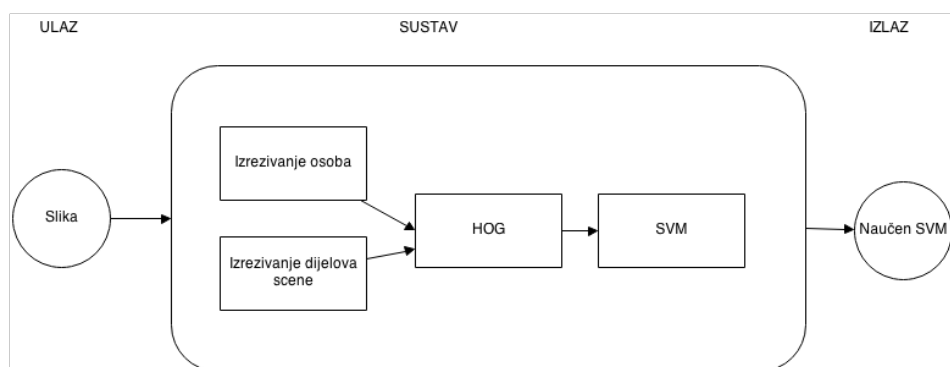 ULAZ
SUSTAV
IZLAZ
Slika
Izrezivanje osoba
Izrezivanje dijelova
scene
HOG
SVM
Naučen SVM